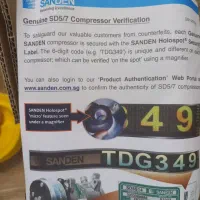 SANDEN
Genuine SD5/7 Compressor Verification
To safeguard our valuable customers from counterfeits, each Genuine
SANDEN compressor is secured with the SANDEN Holospot®
Label. The 8-digit code (e.g. "TDG349") is unique and different
compressor, which can be verified 'on the spot' using a magnifier.
You can also login to our 'Product Authentication' Web Portal
www.sanden.com.sg to confirm the authenticity of SD5/7 compressor
SANDEN Holospot®
"micro" feature seen
under a magnifier
49
SANDEN
TDG349